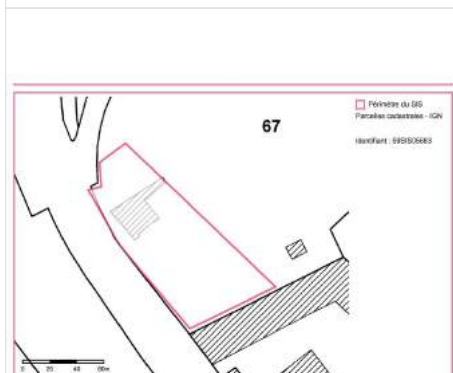 Périmètre du SIS
Parcelles cadastrales - IGN
67
Identifiant : 59SIS05683
0 20 40 60m